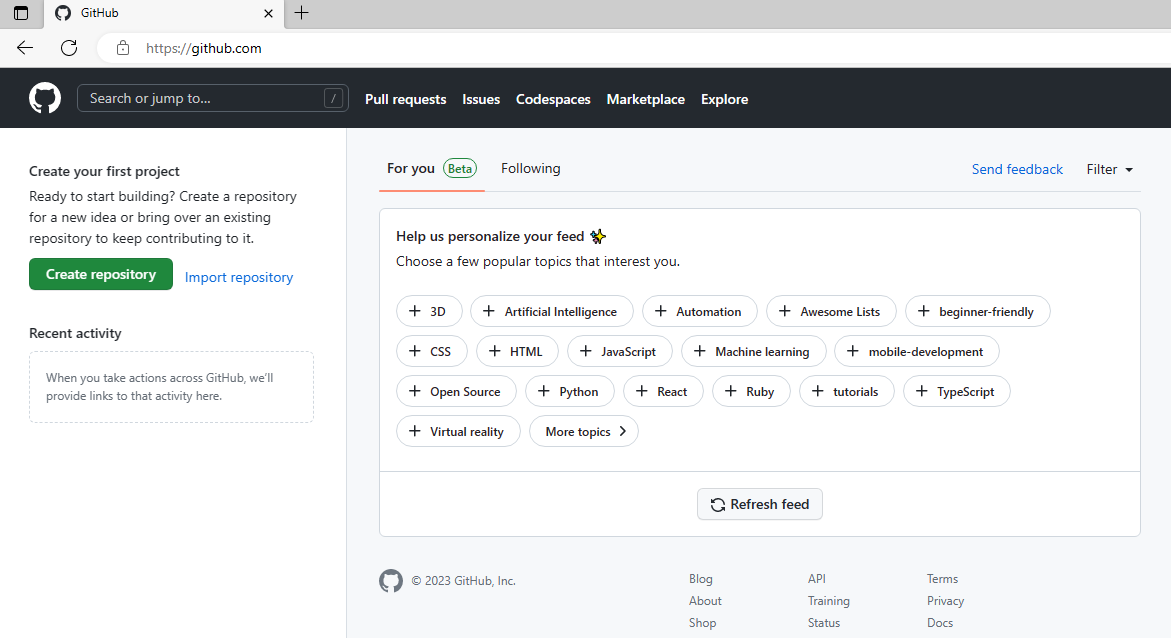 GitHub
https://github.com
Search or jump to... /
Pull requests Issues Codespaces Marketplace Explore
Create your first project
Ready to start building? Create a repository
for a new idea or bring over an existing
repository to keep contributing to it.
Create repository Import repository
Recent activity
When you take actions across GitHub, we'll
provide links to that activity here.
For you Beta Following Send feedback Filter
Help us personalize your feed
Choose a few popular topics that interest you.
3D Artificial Intelligence Automation Awesome Lists beginner-friendly
CSS HTML JavaScript Machine learning mobile-development
Open Source Python React Ruby tutorials TypeScript
Virtual reality More topics
Refresh feed
© 2023 GitHub, Inc.
Blog API Terms
About Training Privacy
Shop Status Docs